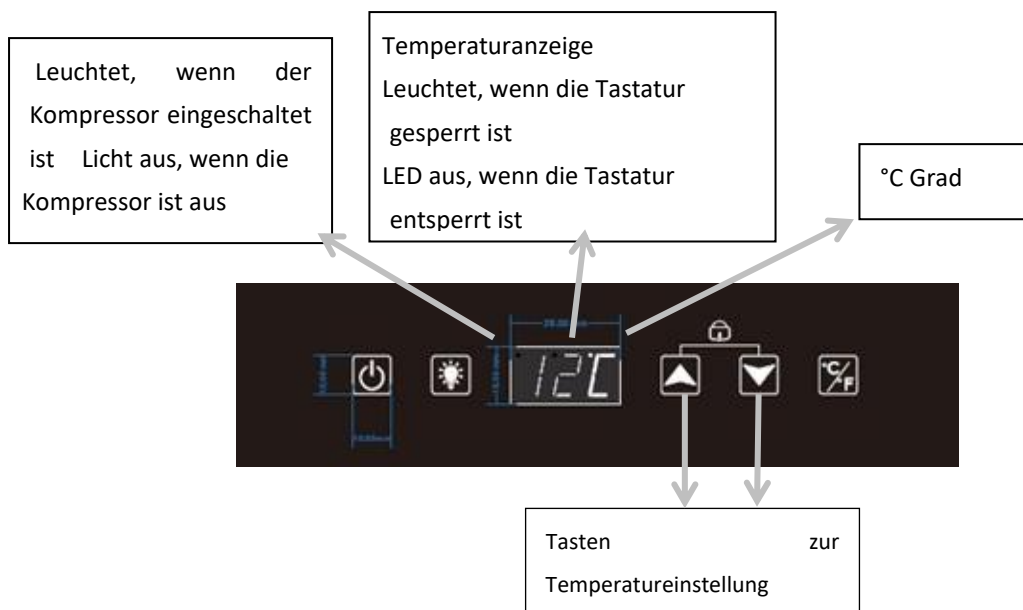 Leuchtet, wenn der
Kompressor eingeschaltet
ist Licht aus, wenn die
Kompressor ist aus
Temperaturanzeige
Leuchtet, wenn die Tastatur
gesperrt ist
LED aus, wenn die Tastatur
entsperrt ist
°C Grad
12°C
°C/°F
Tasten zur
Temperatureinstellung